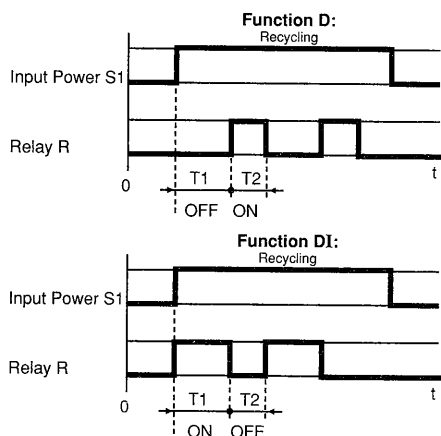 Function D:
Recycling
Input Power S1
Relay R
0
T1
T2
t
OFF
ON
Function DI:
Recycling
Input Power S1
Relay R
0
T1
T2
t
ON
OFF